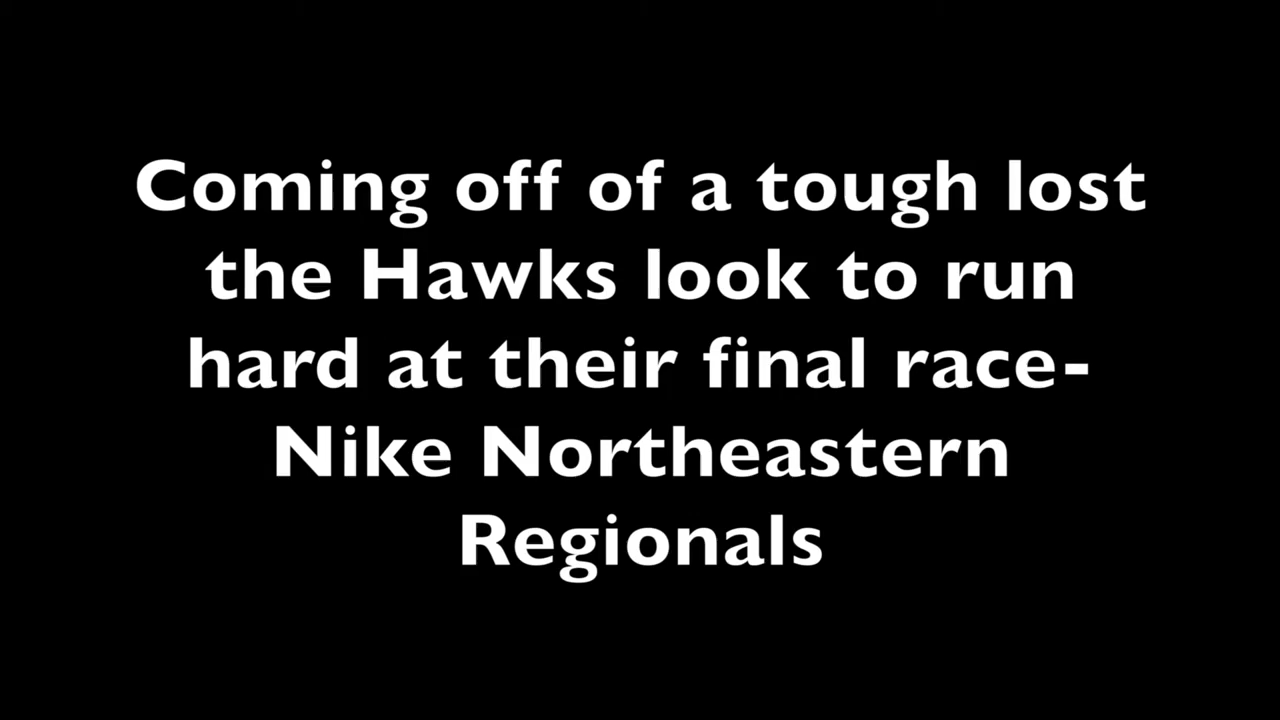 Coming off of a tough lost
the Hawks look to run
hard at their final race-
Nike Northeastern
Regionals